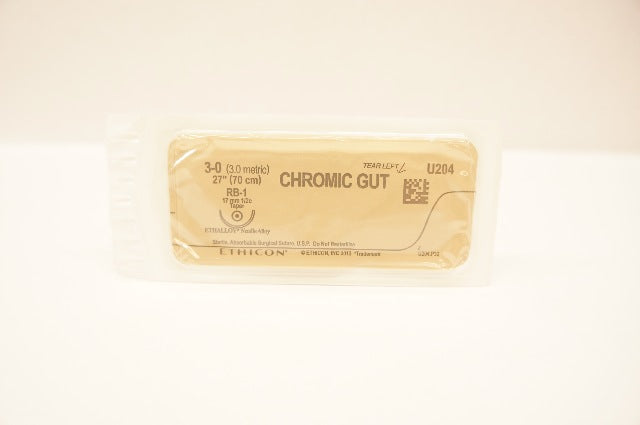 3-0 (3.0 metric)
27" (70 cm)
RB-1
17 mm 1/2c
Taper
ETHALLOY* Needle Alloy
CHROMIC GUT
TEAR LEFT
U204
Sterile, Absorbable Surgical Suture, U.S.P. Do Not Resterilize
ETHICON* © ETHICON, INC *Trademark